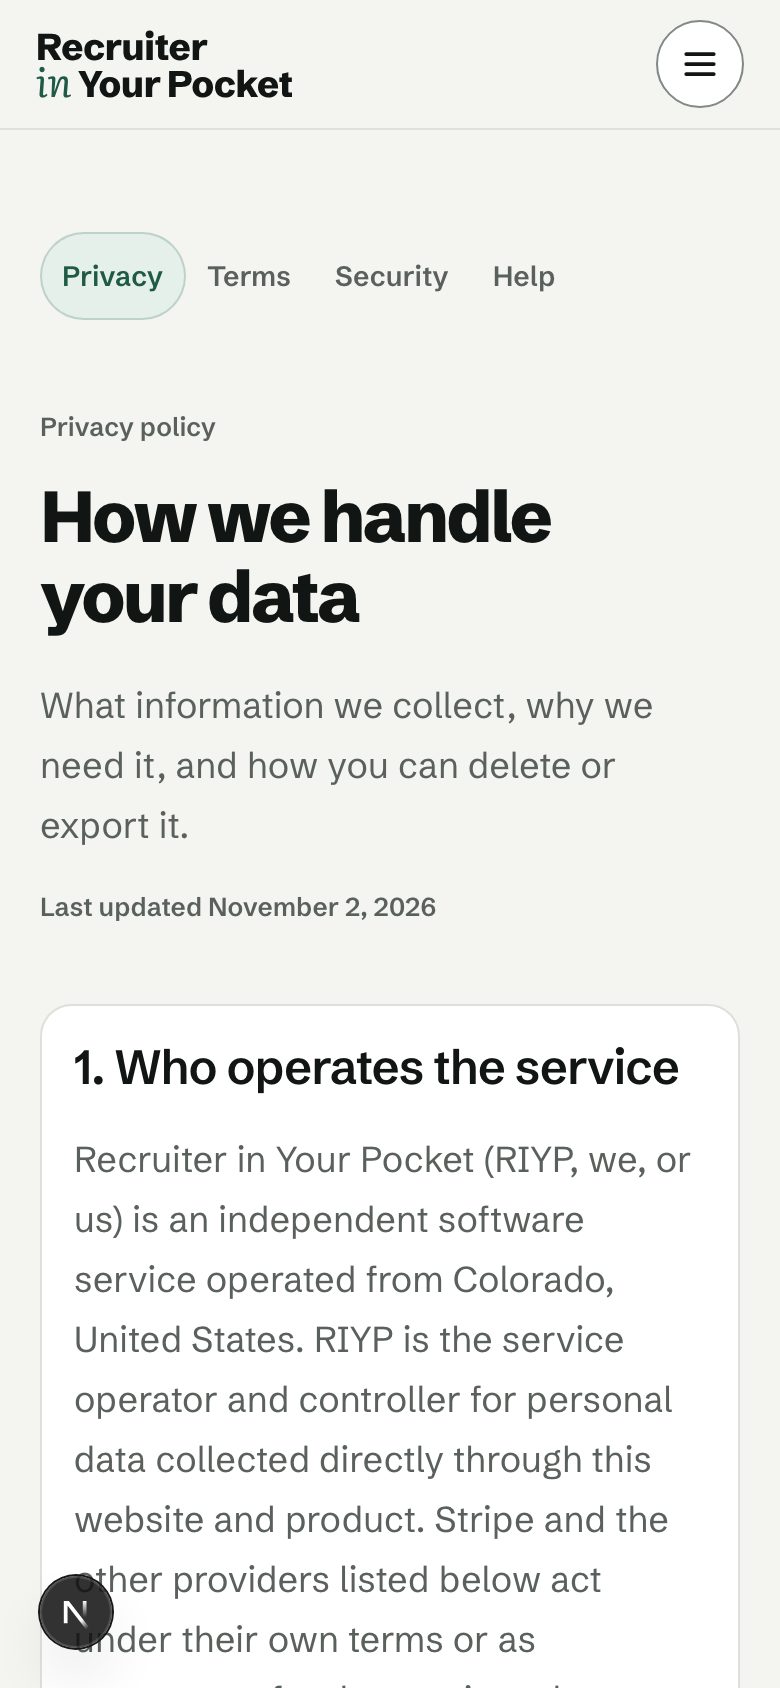 Recruiter
in Your Pocket
Privacy Terms Security Help
Privacy policy
How we handle
your data
What information we collect, why we
need it, and how you can delete or
export it.
Last updated November 2, 2026
1. Who operates the service
Recruiter in Your Pocket (RIYP, we, or
us) is an independent software
service operated from Colorado,
United States. RIYP is the service
operator and controller for personal
data collected directly through this
website and product. Stripe and the
other providers listed below act
under their own terms or as
N